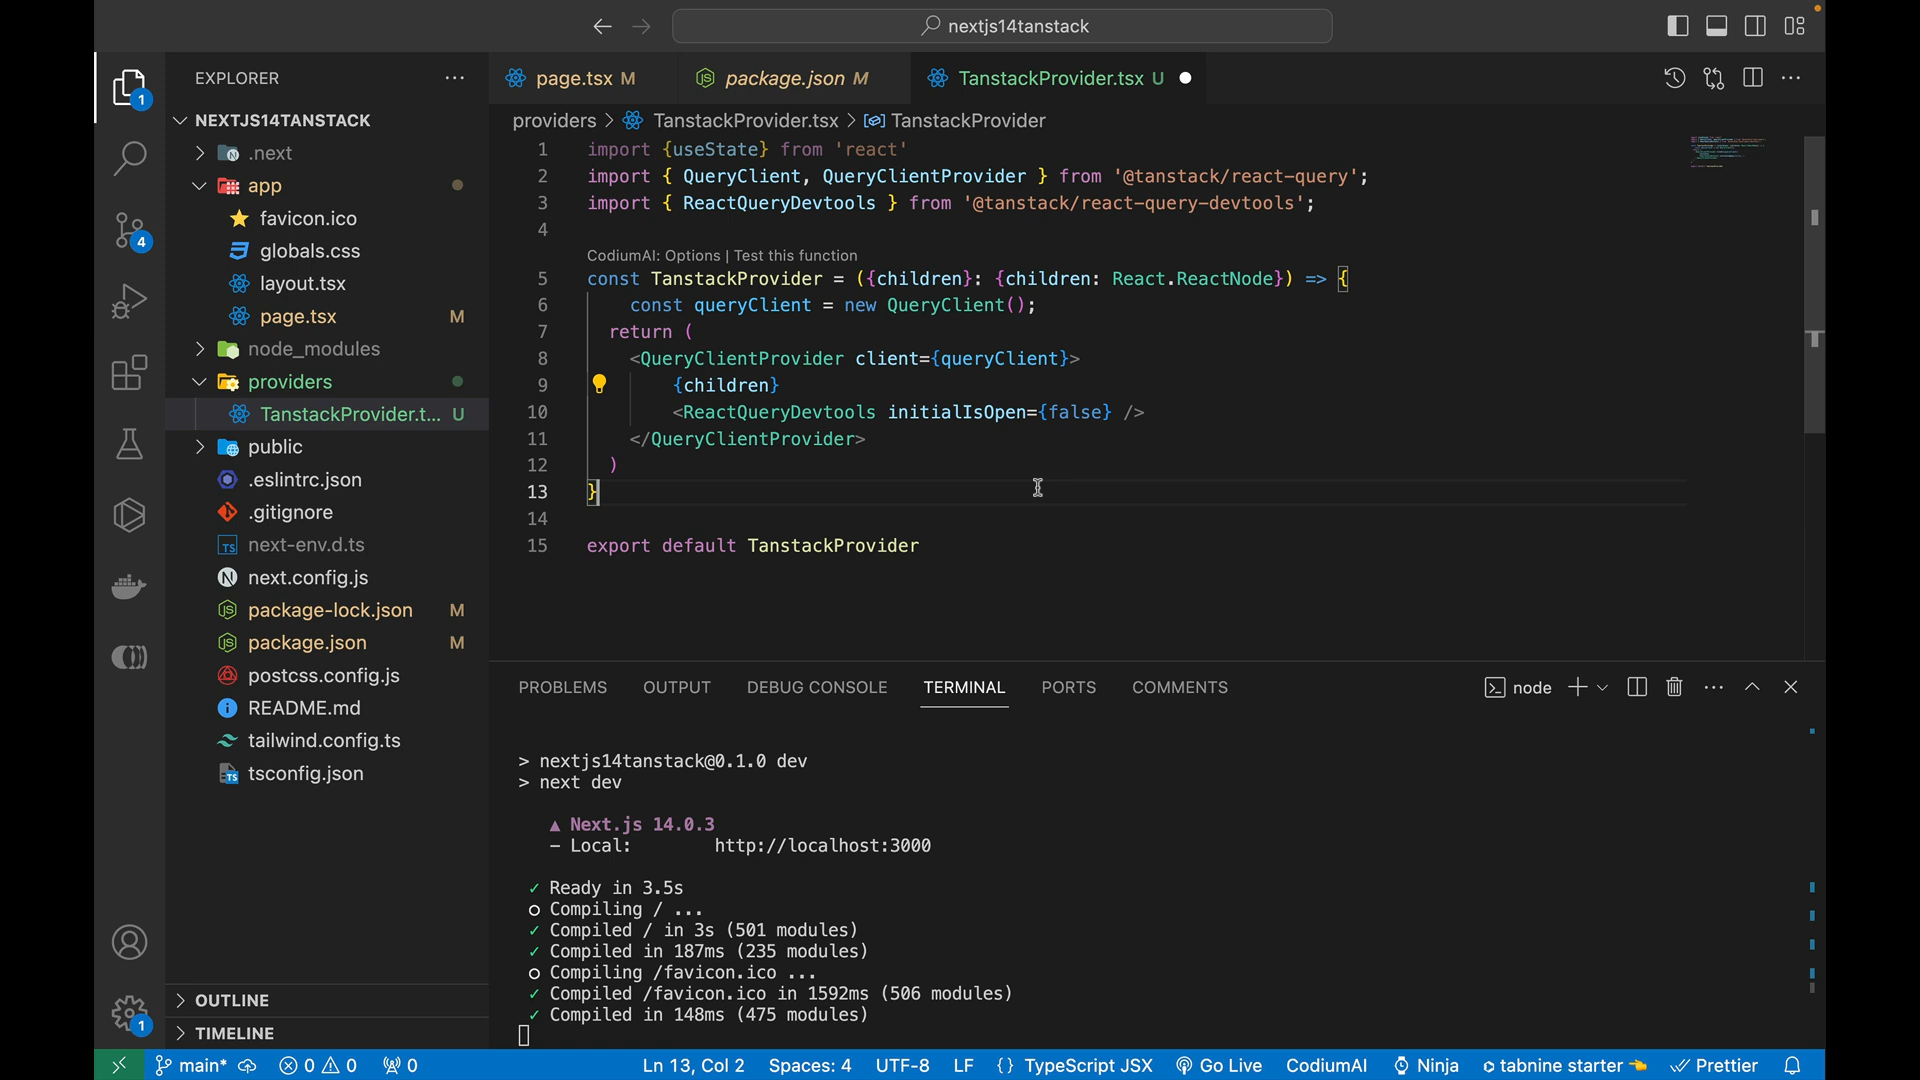 nextjs14tanstack
EXPLORER
NEXTJS14TANSTACK
.next
app
favicon.ico
globals.css
layout.tsx
page.tsx M
node_modules
providers
TanstackProvider.t... U
public
.eslintrc.json
.gitignore
next-env.d.ts
next.config.js
package-lock.json M
package.json M
postcss.config.js
README.md
tailwind.config.ts
tsconfig.json
OUTLINE
TIMELINE
1
4
1
page.tsx M
package.json M
TanstackProvider.tsx U
providers > TanstackProvider.tsx > TanstackProvider
1 import {useState} from 'react'
2 import { QueryClient, QueryClientProvider } from '@tanstack/react-query';
3 import { ReactQueryDevtools } from '@tanstack/react-query-devtools';
4
CodiumAI: Options | Test this function
5 const TanstackProvider = ({children}: {children: React.ReactNode}) => {
6 const queryClient = new QueryClient();
7 return (
8 <QueryClientProvider client={queryClient}>
9 {children}
10 <ReactQueryDevtools initialIsOpen={false} />
11 </QueryClientProvider>
12 )
13 }
14
15 export default TanstackProvider
PROBLEMS OUTPUT DEBUG CONSOLE TERMINAL PORTS COMMENTS
node
> nextjs14tanstack@0.1.0 dev
> next dev
▲ Next.js 14.0.3
- Local: http://localhost:3000
✓ Ready in 3.5s
○ Compiling / ...
✓ Compiled / in 3s (501 modules)
✓ Compiled in 187ms (235 modules)
○ Compiling /favicon.ico ...
✓ Compiled /favicon.ico in 1592ms (506 modules)
✓ Compiled in 148ms (475 modules)
main* 0 0 0 Ln 13, Col 2 Spaces: 4 UTF-8 LF {} TypeScript JSX Go Live CodiumAI Ninja tabnine starter Prettier